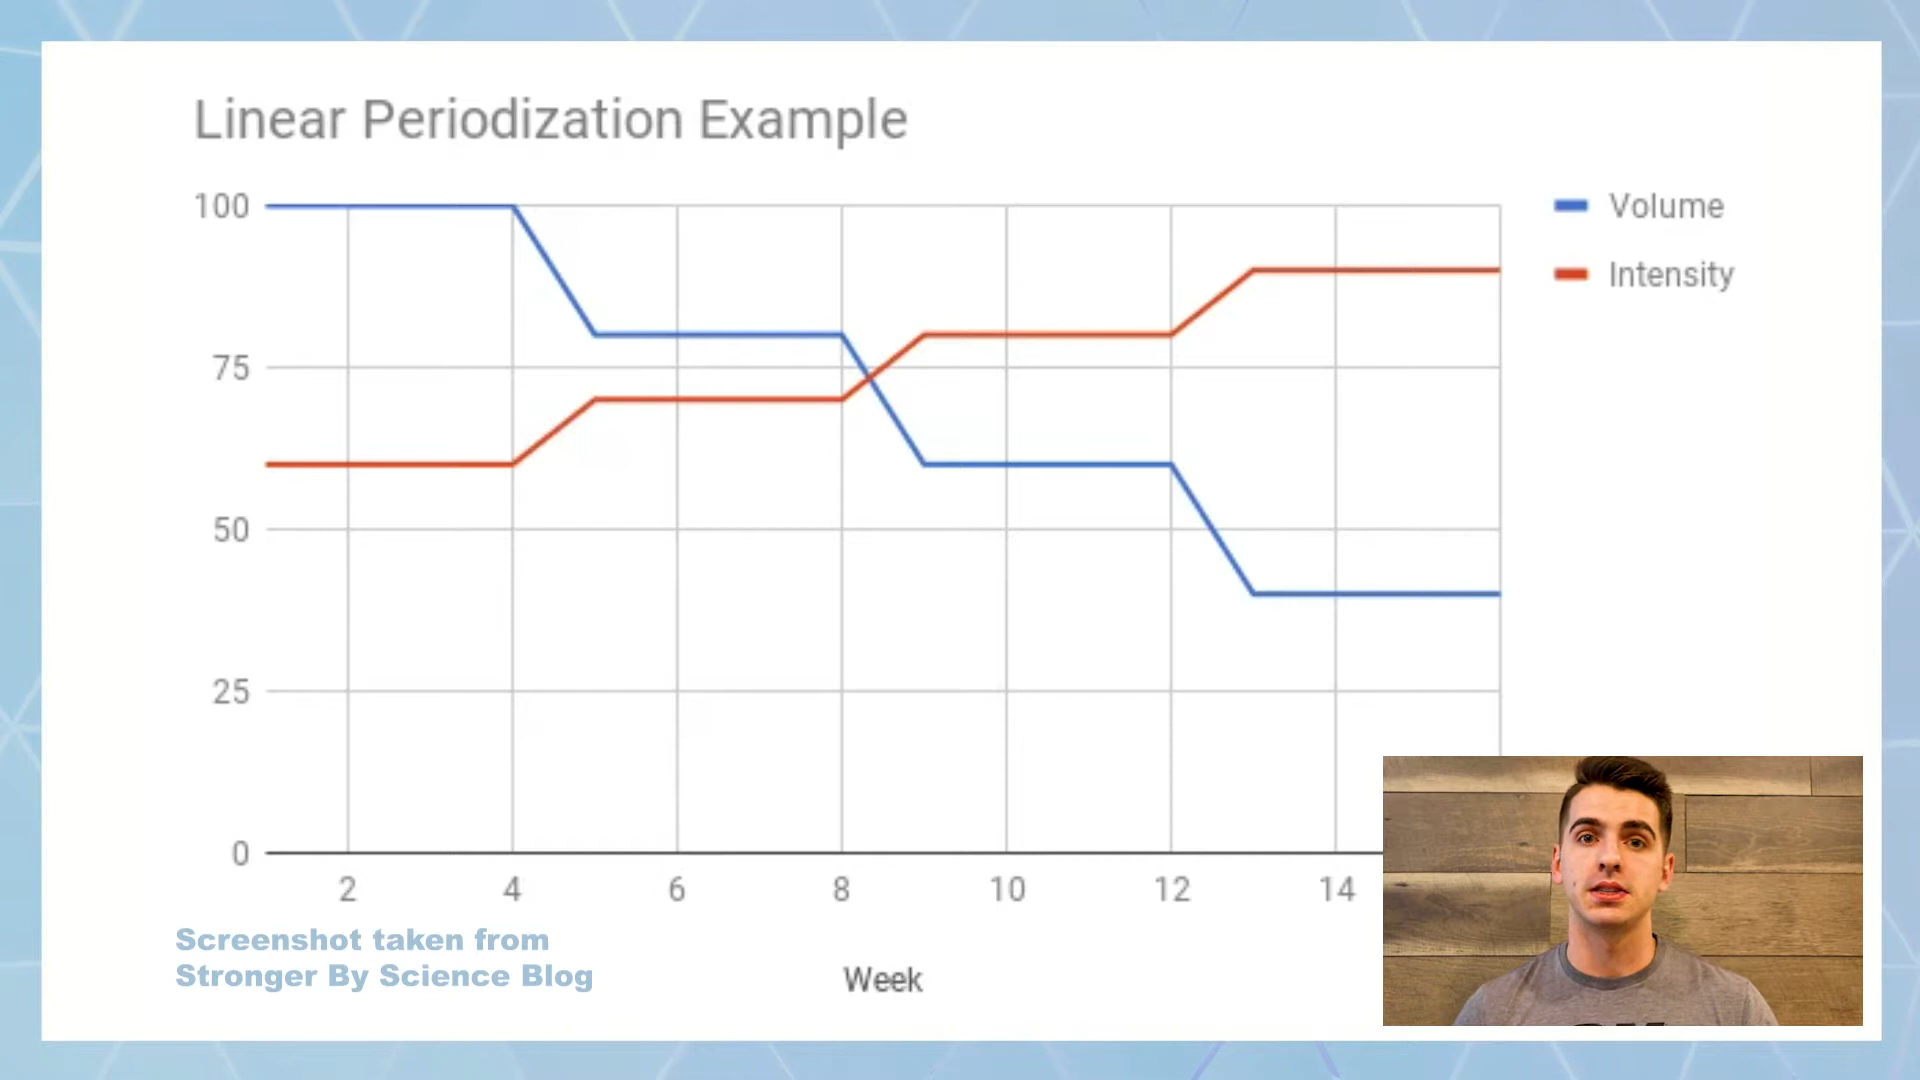 Linear Periodization Example
100
75
50
25
0
Volume
Intensity
2 4 6 8 10 12 14
Week
Screenshot taken from
Stronger By Science Blog